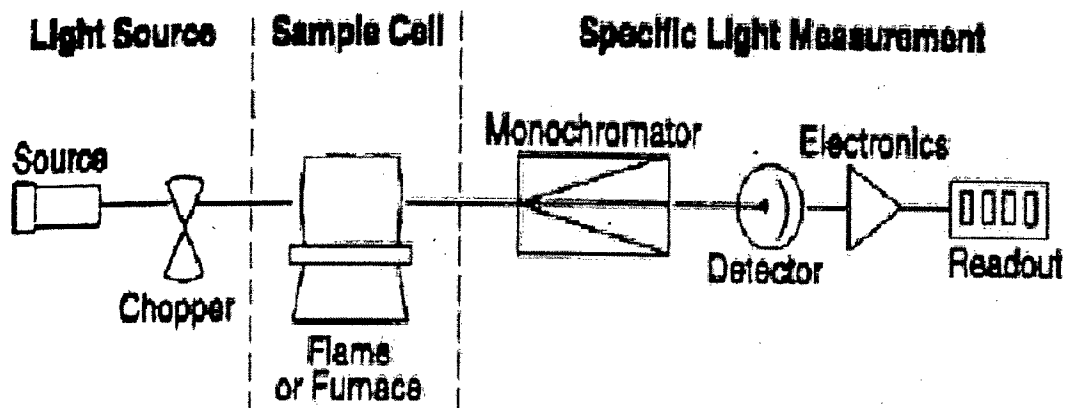 Light Source
Sample Cell
Specific Light Measurement
Source
Chopper
Flame
or Furnace
Monochromator
Detector
Electronics
Readout